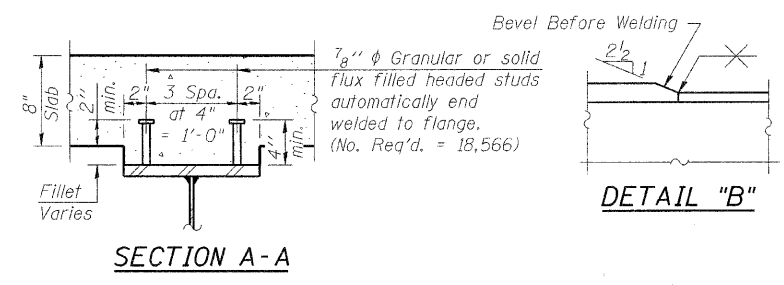 Bevel Before Welding
2½
1
7/8" ϕ Granular or solid
flux filled headed studs
automatically end
welded to flange.
(No. Req'd. = 18,566)
8"
Slab
2"
min.
2"
3 Spa.
at 4"
= 1'-0"
2"
4"
min.
Fillet
Varies
SECTION A-A
DETAIL "B"